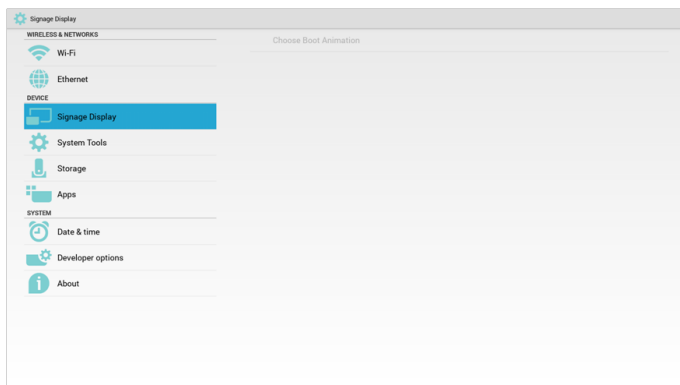 Signage Display
WIRELESS & NETWORKS
Wi-Fi
Ethernet
DEVICE
Signage Display
System Tools
Storage
Apps
SYSTEM
Date & time
Developer options
About
Choose Boot Animation